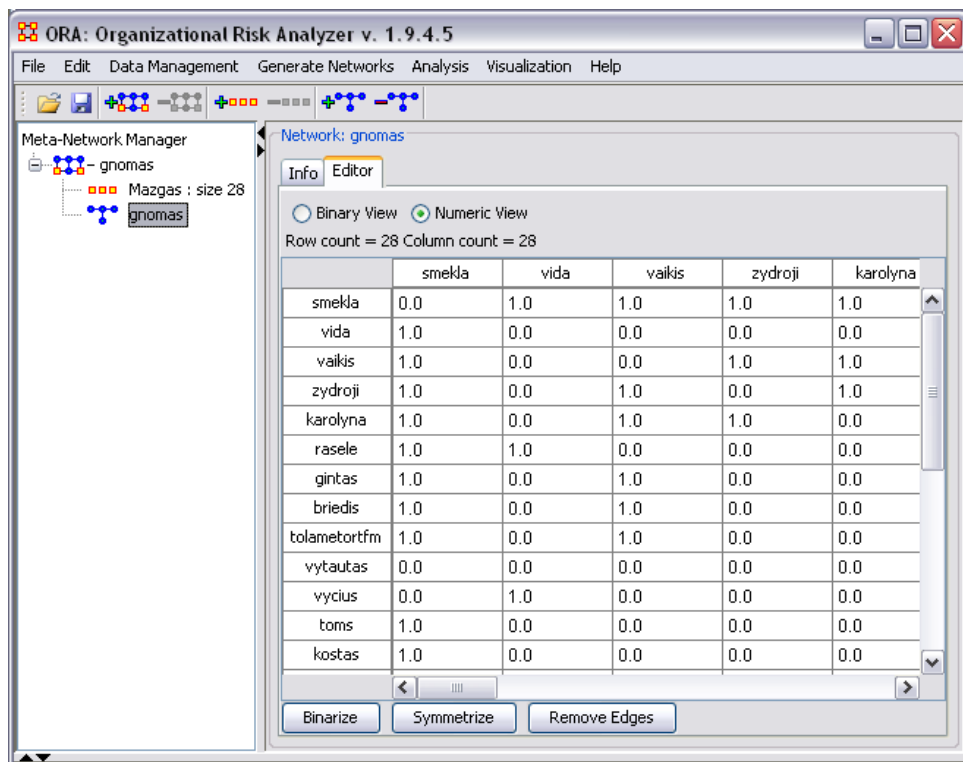 ORA: Organizational Risk Analyzer v. 1.9.4.5
File Edit Data Management Generate Networks Analysis Visualization Help
Meta-Network Manager
gnomas
Mazgas : size 28
gnomas
Network: gnomas
Info Editor
Binary View Numeric View
Row count = 28 Column count = 28
smekla vida vaikis zydroji karolyna
smekla 0.0 1.0 1.0 1.0 1.0
vida 1.0 0.0 0.0 0.0 0.0
vaikis 1.0 0.0 0.0 1.0 1.0
zydroji 1.0 0.0 1.0 0.0 1.0
karolyna 1.0 0.0 1.0 1.0 0.0
rasele 1.0 1.0 0.0 0.0 0.0
gintas 1.0 0.0 1.0 0.0 0.0
briedis 1.0 0.0 1.0 0.0 0.0
tolametortfm 1.0 0.0 1.0 0.0 0.0
vytautas 0.0 0.0 0.0 0.0 0.0
vycius 0.0 1.0 0.0 0.0 0.0
toms 1.0 0.0 0.0 0.0 0.0
kostas 1.0 0.0 0.0 0.0 0.0
Binarize Symmetrize Remove Edges